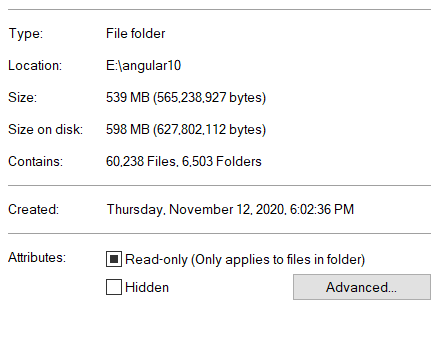 Type: File folder
Location: E:\angular10
Size: 539 MB (565,238,927 bytes)
Size on disk: 598 MB (627,802,112 bytes)
Contains: 60,238 Files, 6,503 Folders
Created: Thursday, November 12, 2020, 6:02:36 PM
Attributes: Read-only (Only applies to files in folder)
Hidden Advanced...